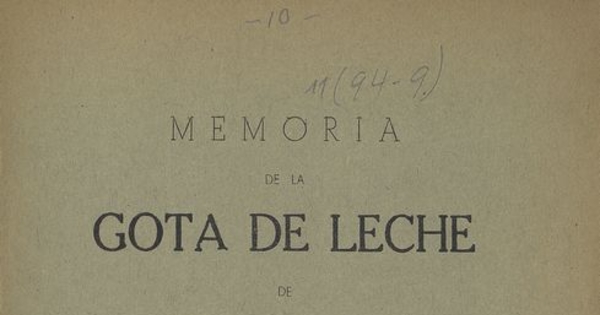 -10-
11(94-9)
MEMORIA
DE LA
GOTA DE LECHE
DE